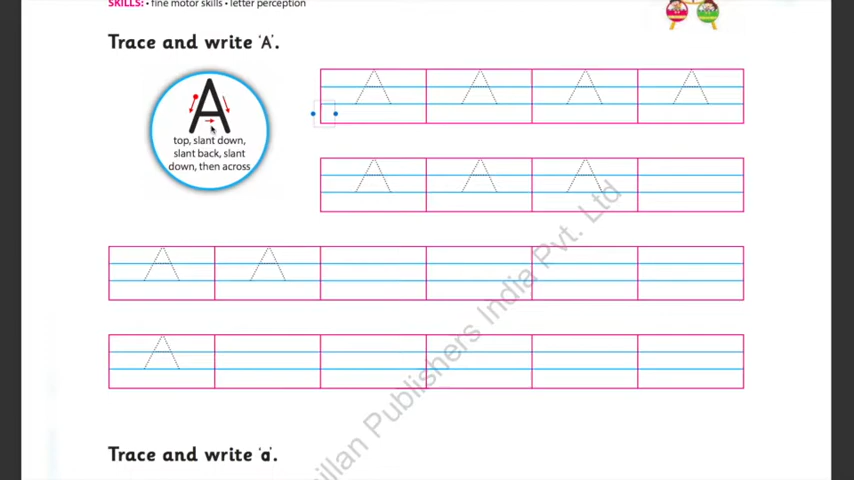 SKILLS: • fine motor skills • letter perception
Trace and write ‘A’.
A
top, slant down,
slant back, slant
down, then across
A A A A
A A A
A A
A
millan Publishers India Pvt. Ltd
Trace and write ‘a’.